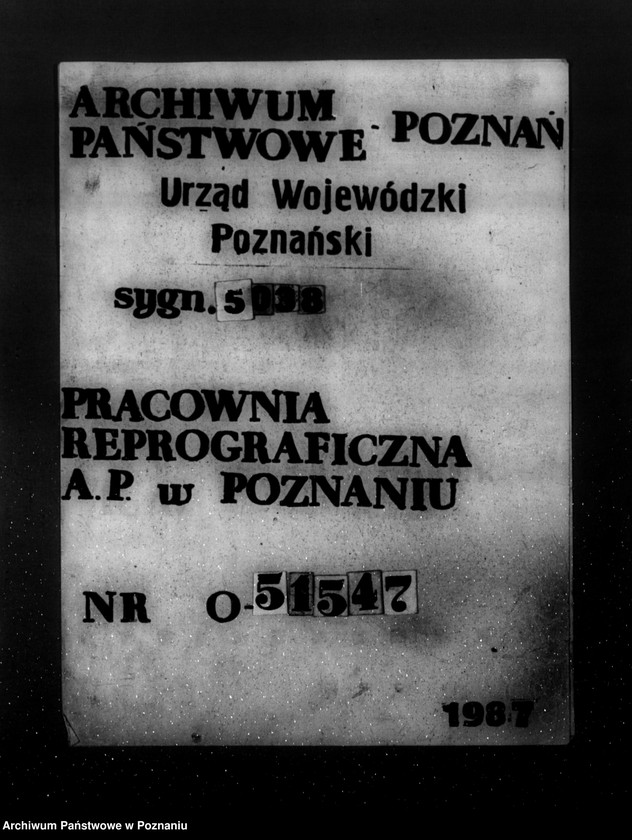 ARCHIWUM
PAŃSTWOWE - POZNAŃ
Urząd Wojewódzki
Poznański
sygn. 5038
PRACOWNIA
REPROGRAFICZNA
A.P. w POZNANIU
NR O-51547
1987
Archiwum Państwowe w Poznaniu